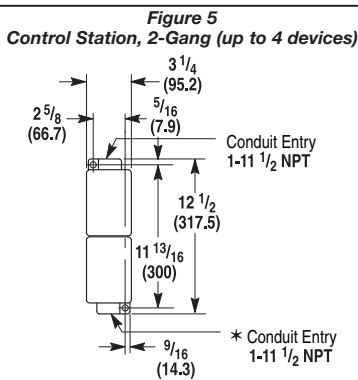 Figure 5
Control Station, 2-Gang (up to 4 devices)
3 1/4
(95.2)
2 5/8
(66.7)
5/16
(7.9)
Conduit Entry
1-11 1/2 NPT
12 1/2
(317.5)
11 13/16
(300)
9/16
(14.3)
* Conduit Entry
1-11 1/2 NPT